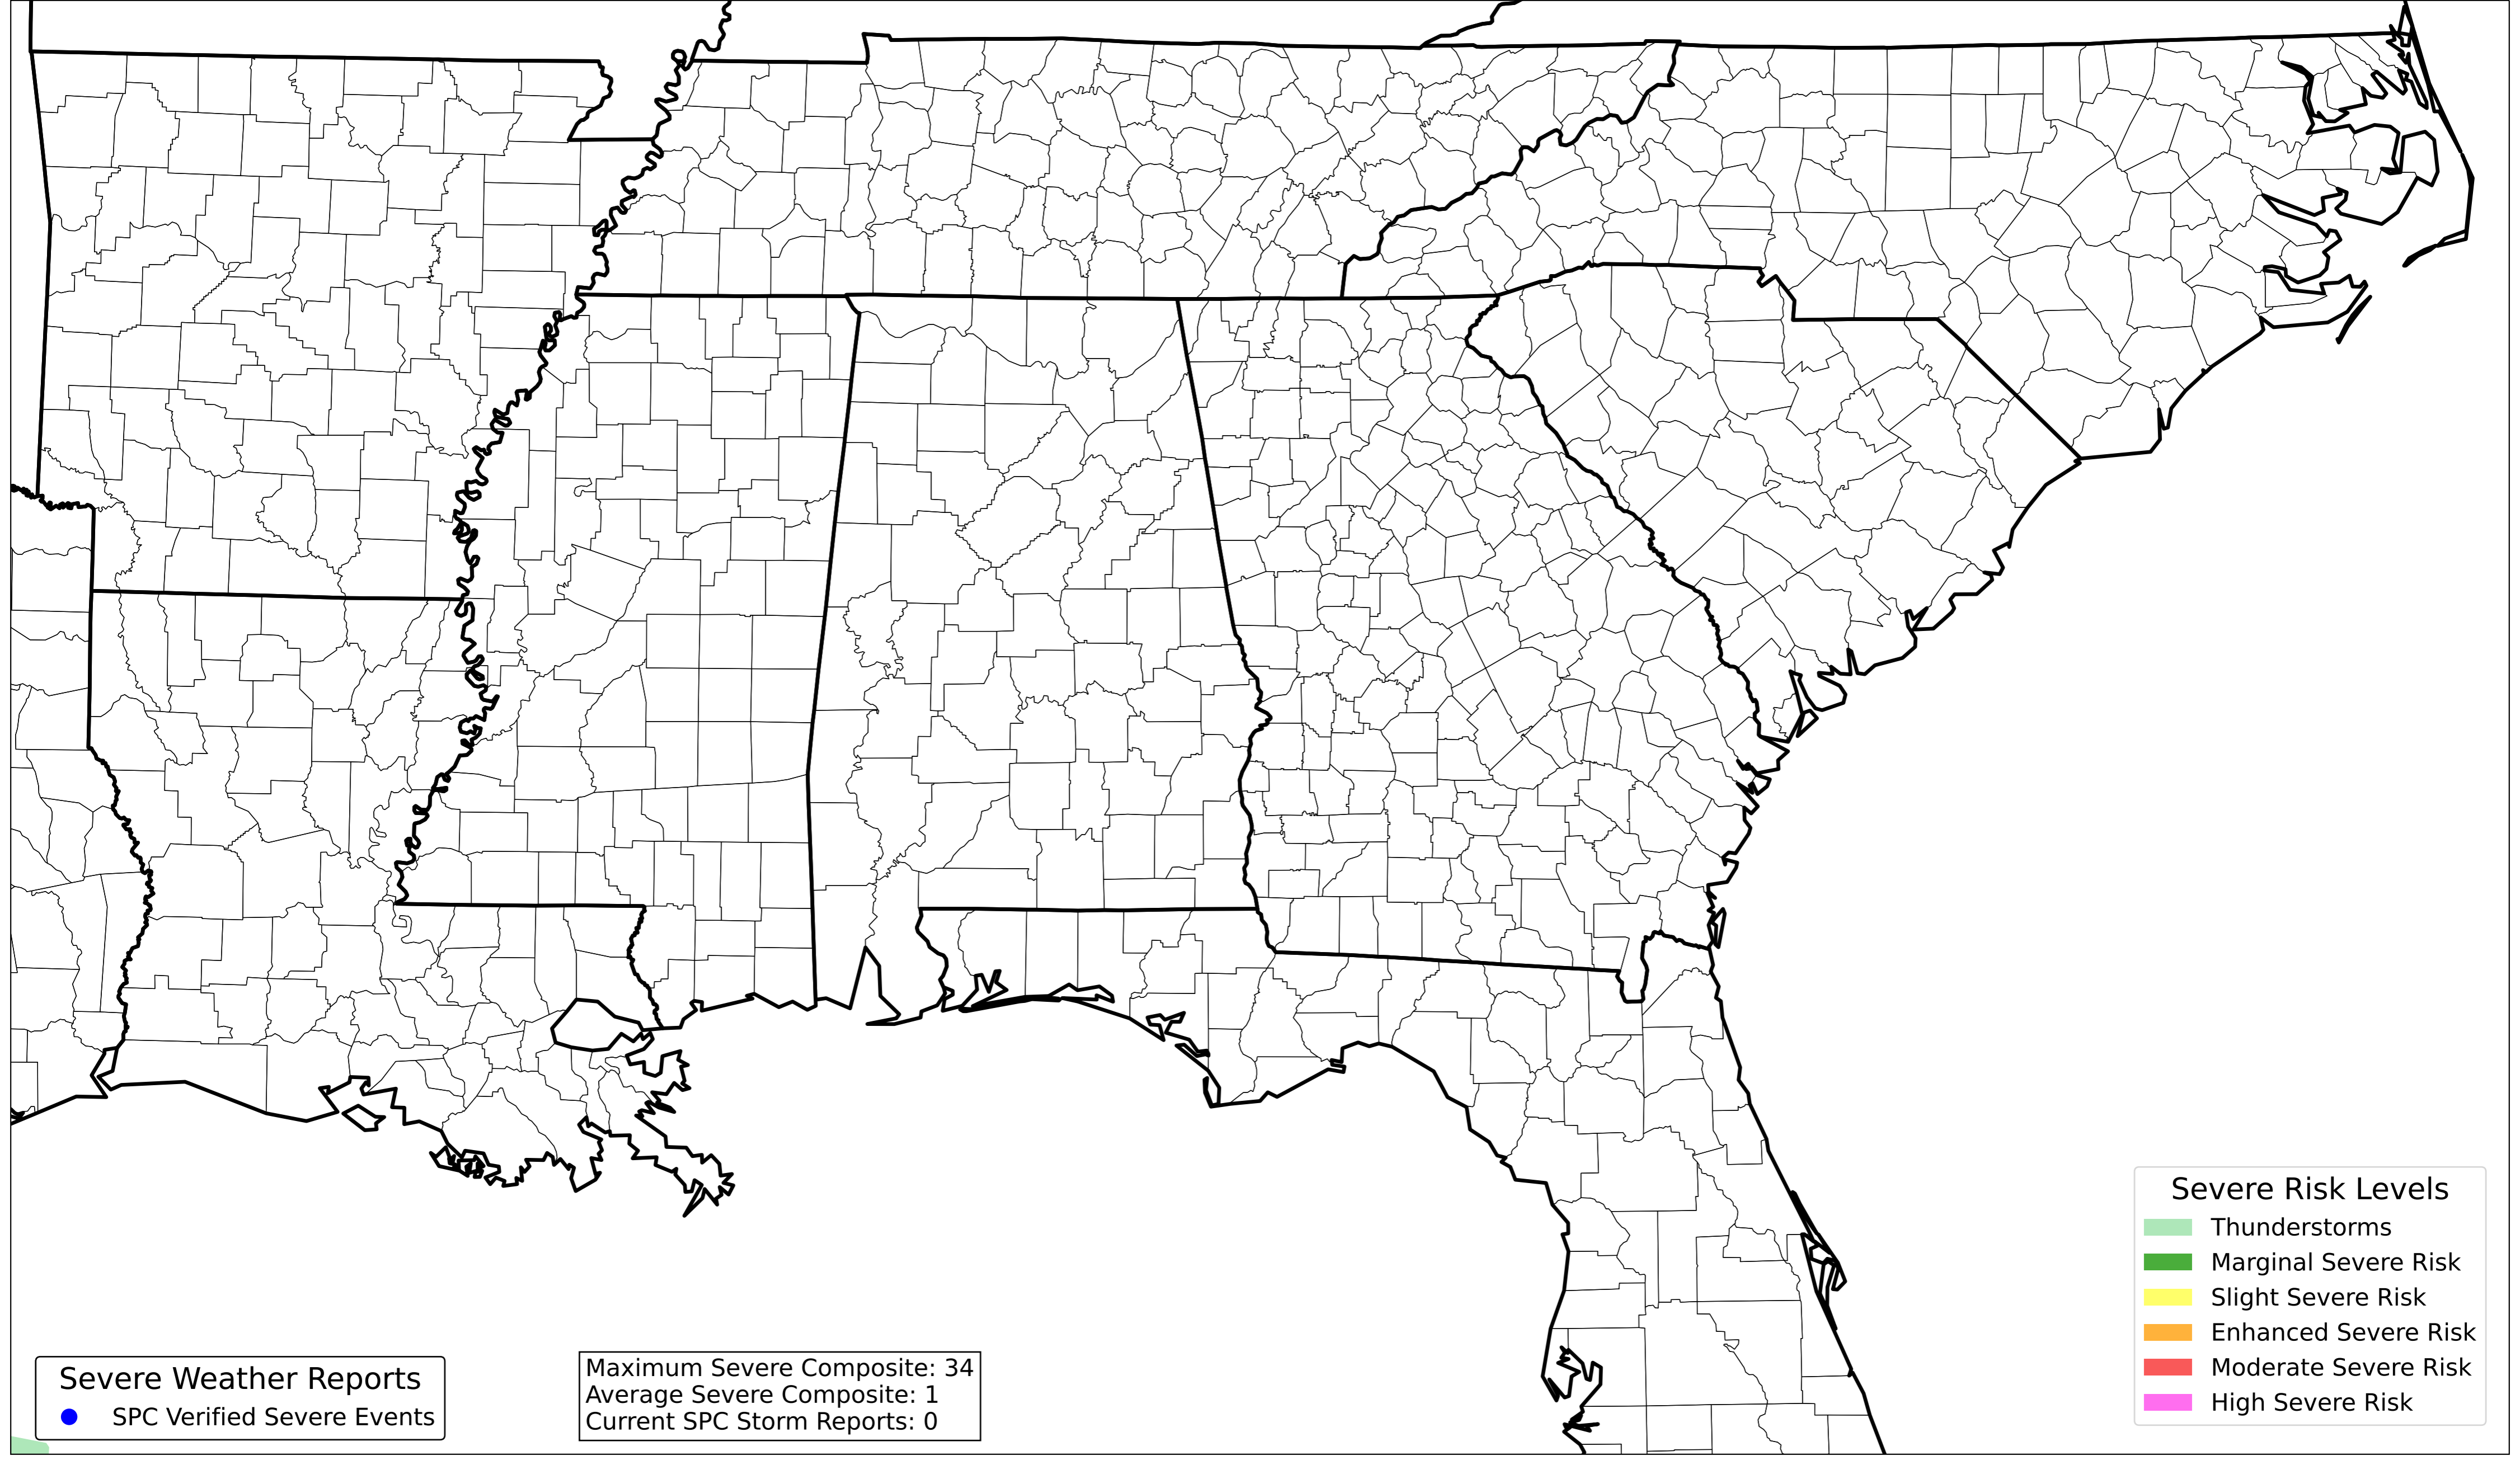 Severe Weather Reports
SPC Verified Severe Events
Maximum Severe Composite: 34
Average Severe Composite: 1
Current SPC Storm Reports: 0
Severe Risk Levels
Thunderstorms
Marginal Severe Risk
Slight Severe Risk
Enhanced Severe Risk
Moderate Severe Risk
High Severe Risk